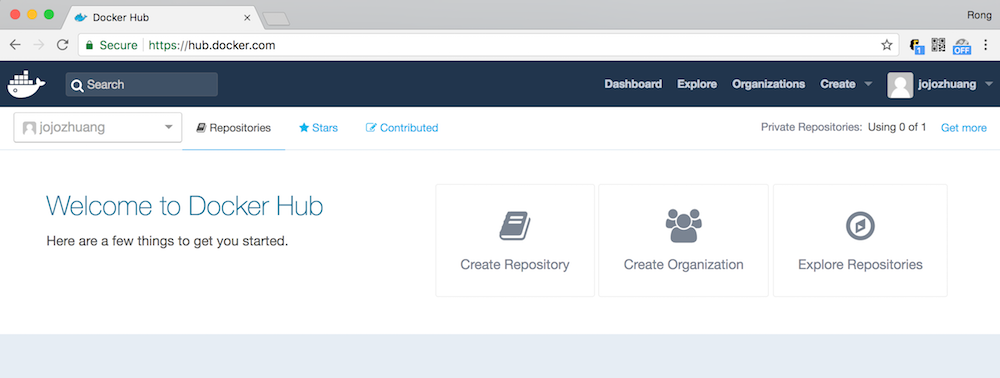 Docker Hub
Rong
Secure https://hub.docker.com
1
OFF
Search
Dashboard Explore Organizations Create jojozhuang
jojozhuang Repositories Stars Contributed Private Repositories: Using 0 of 1 Get more
Welcome to Docker Hub
Here are a few things to get you started.
Create Repository Create Organization Explore Repositories